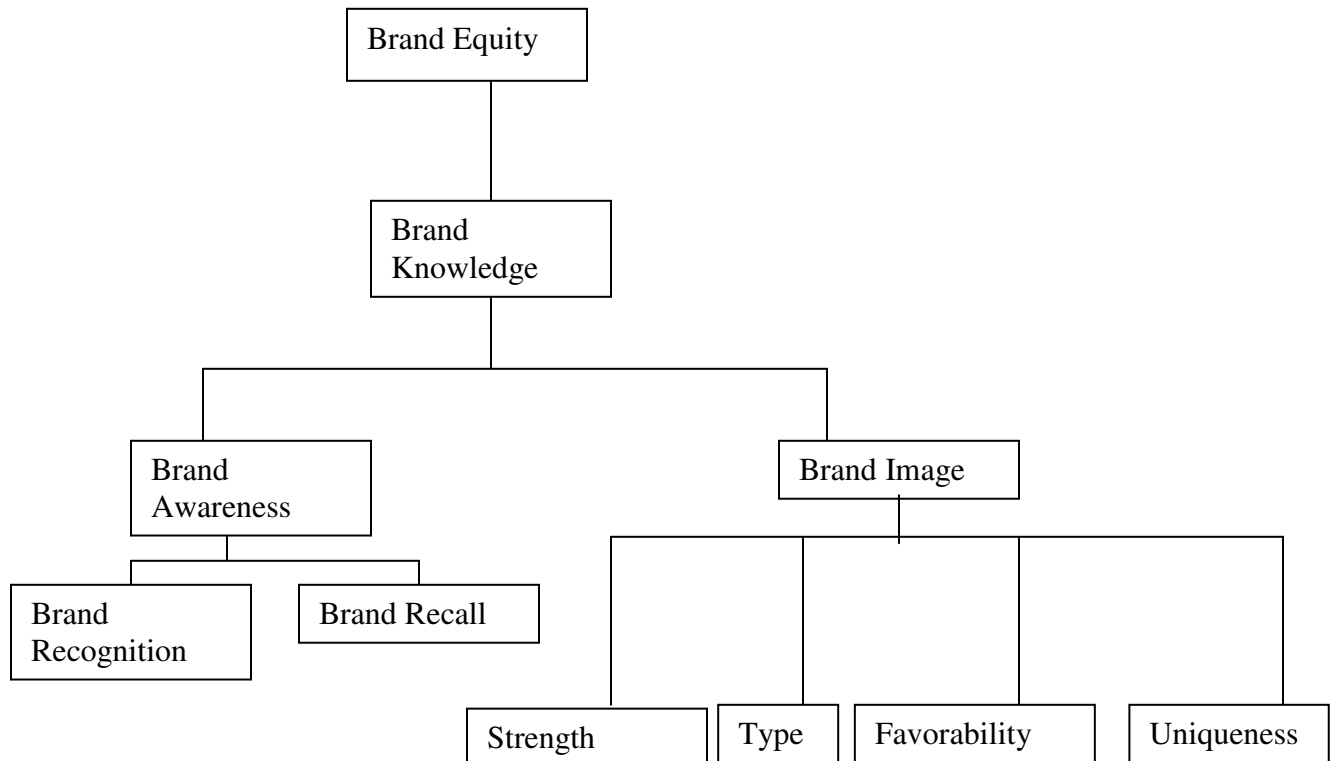 Brand Equity
Brand
Knowledge
Brand
Awareness
Brand Image
Brand
Recognition
Brand Recall
Strength
Type
Favorability
Uniqueness